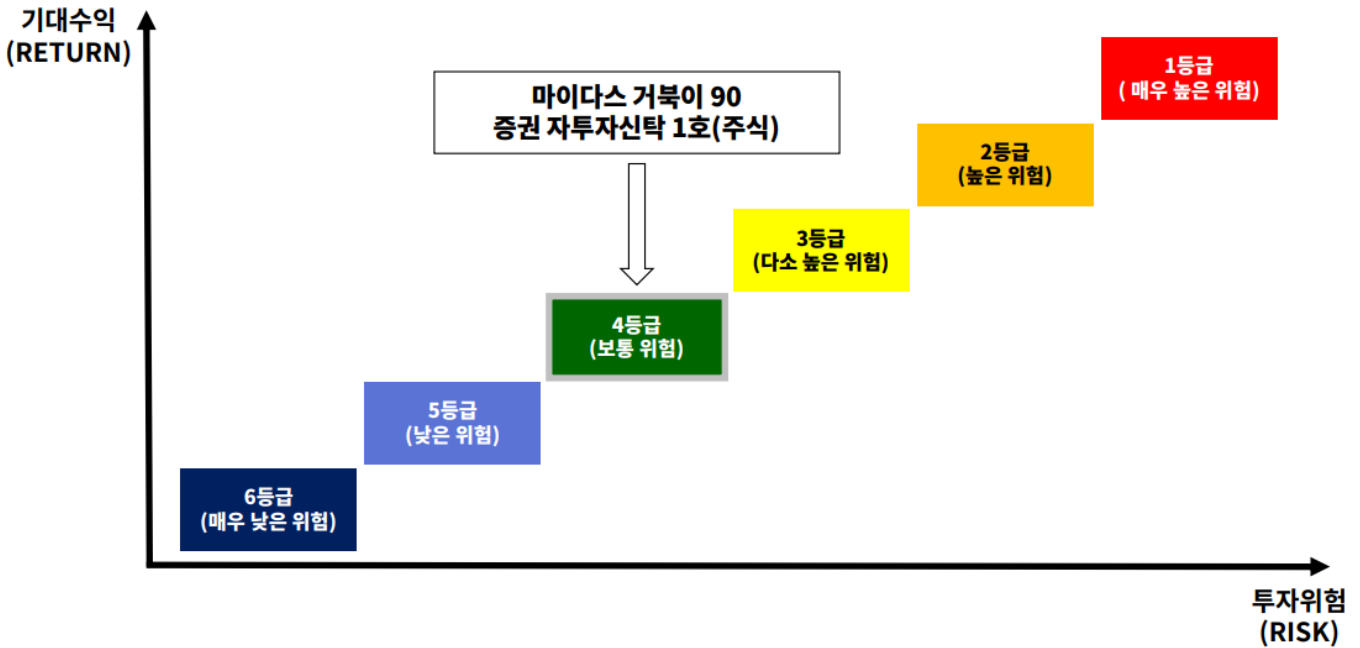 기대수익
(RETURN)
마이다스 거북이 90
증권 자투자신탁 1호(주식)
1등급
( 매우 높은 위험)
2등급
(높은 위험)
3등급
(다소 높은 위험)
4등급
(보통 위험)
5등급
(낮은 위험)
6등급
(매우 낮은 위험)
투자위험
(RISK)